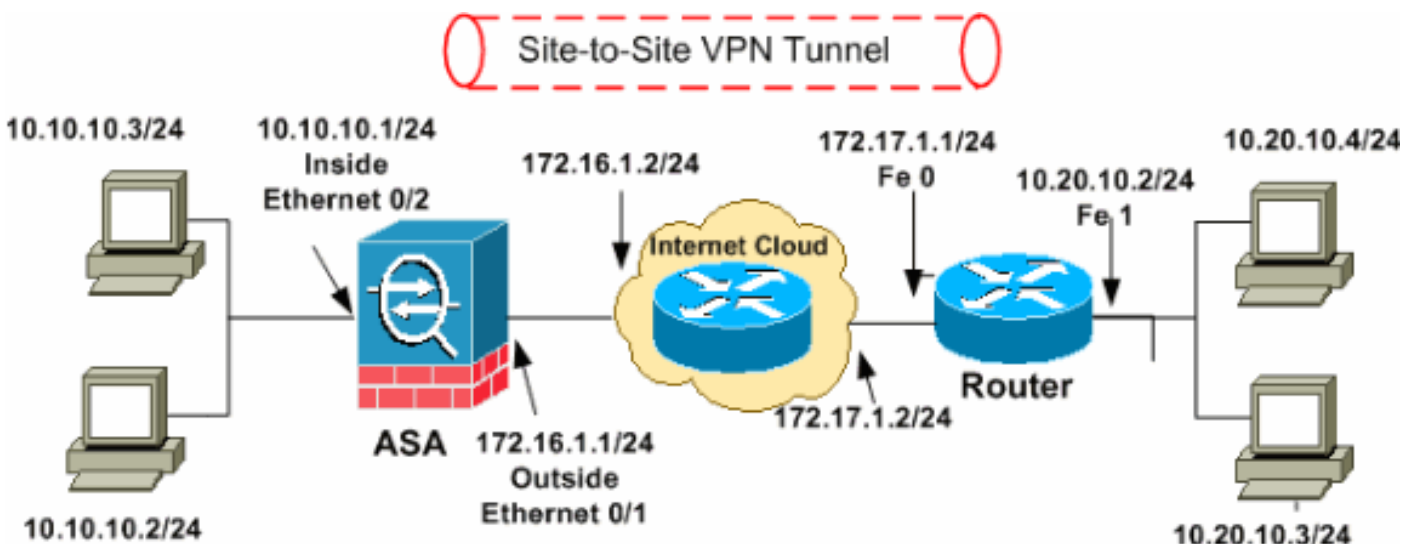 Site-to-Site VPN Tunnel
10.10.10.3/24
10.10.10.1/24
Inside
Ethernet 0/2
172.16.1.2/24
172.17.1.1/24
Fe 0
10.20.10.2/24
Fe 1
10.20.10.4/24
Internet Cloud
ASA
172.16.1.1/24
Outside
Ethernet 0/1
172.17.1.2/24
Router
10.10.10.2/24
10.20.10.3/24